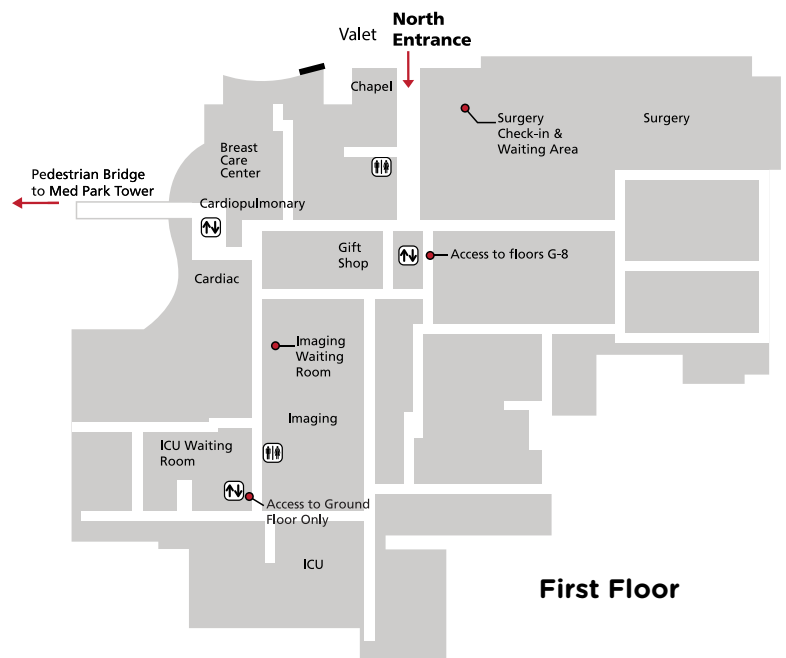 North
Valet
Entrance
Chapel
Surgery
Check-in &
Waiting Area
Surgery
Breast
Care
Center
Pedestrian Bridge
to Med Park Tower
Cardiopulmonary
Gift
Shop
Access to floors G-8
Cardiac
Imaging
Waiting
Room
Imaging
ICU Waiting
Room
Access to Ground
Floor Only
ICU
First Floor